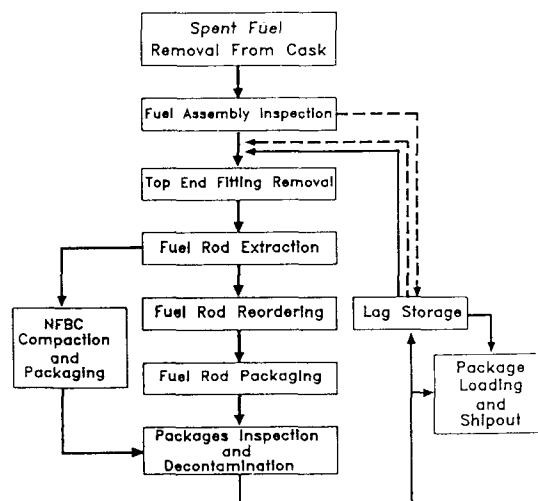 Spent Fuel
Removal From Cask
Fuel Assembly Inspection
Top End Fitting Removal
Fuel Rod Extraction
NFBC
Compaction
and
Packaging
Fuel Rod Reordering
Lag Storage
Fuel Rod Packaging
Package
Loading
and
Shipout
Packages Inspection
and
Decontamination